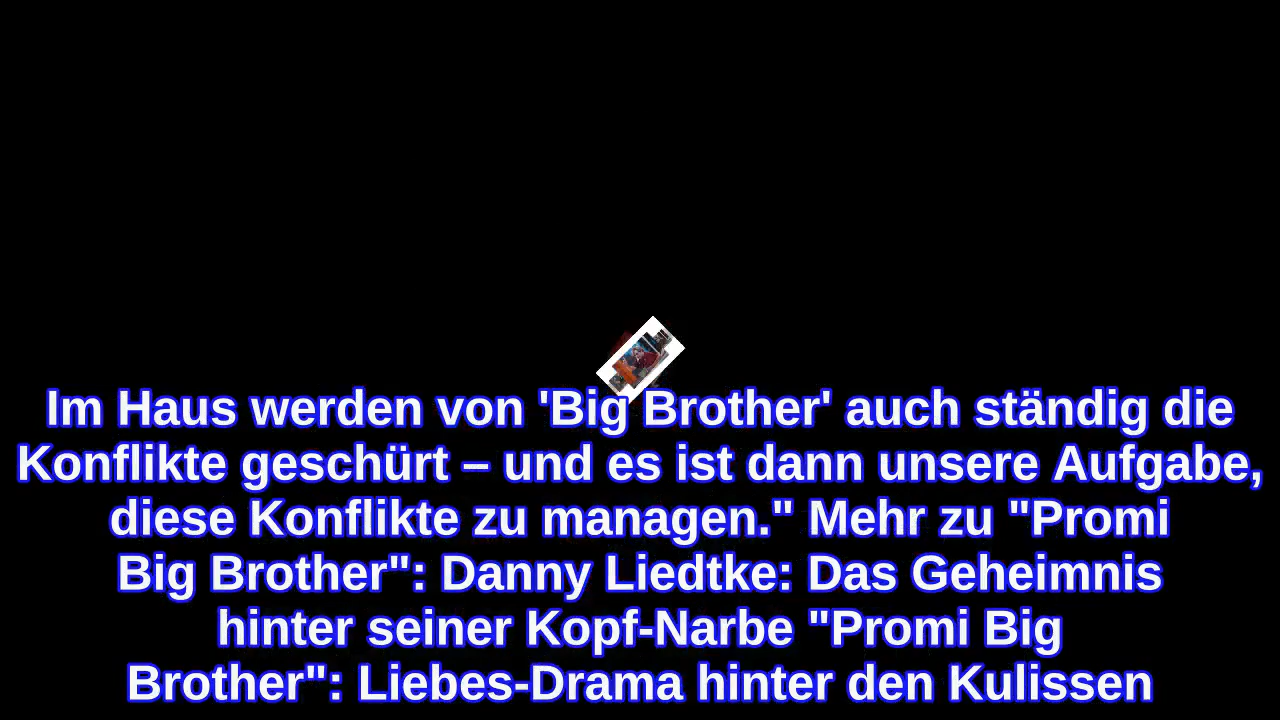 Im Haus werden von 'Big Brother' auch ständig die
Konflikte geschürt – und es ist dann unsere Aufgabe,
diese Konflikte zu managen." Mehr zu "Promi
Big Brother": Danny Liedtke: Das Geheimnis
hinter seiner Kopf-Narbe "Promi Big
Brother": Liebes-Drama hinter den Kulissen